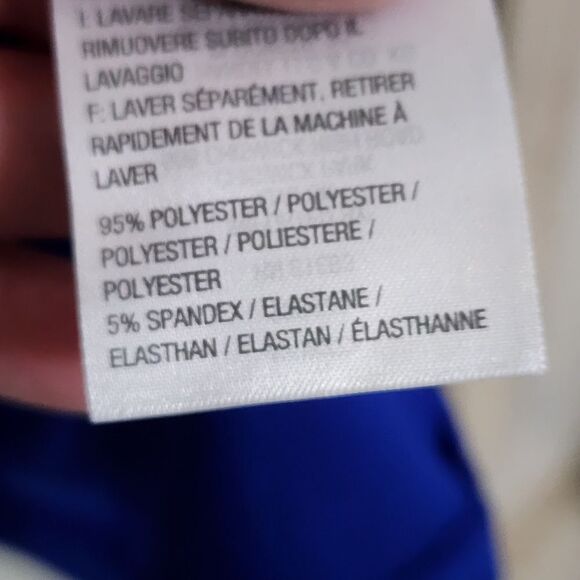 I: LAVARE
RIMUOVERE SUBITO DOPO IL
LAVAGGIO
F: LAVER SÉPARÉMENT, RETIRER
RAPIDEMENT DE LA MACHINE À
LAVER
95% POLYESTER / POLYESTER /
POLYESTER / POLIESTERE /
POLYESTER
5% SPANDEX / ELASTANE /
ELASTHAN / ELASTAN / ÉLASTHANNE